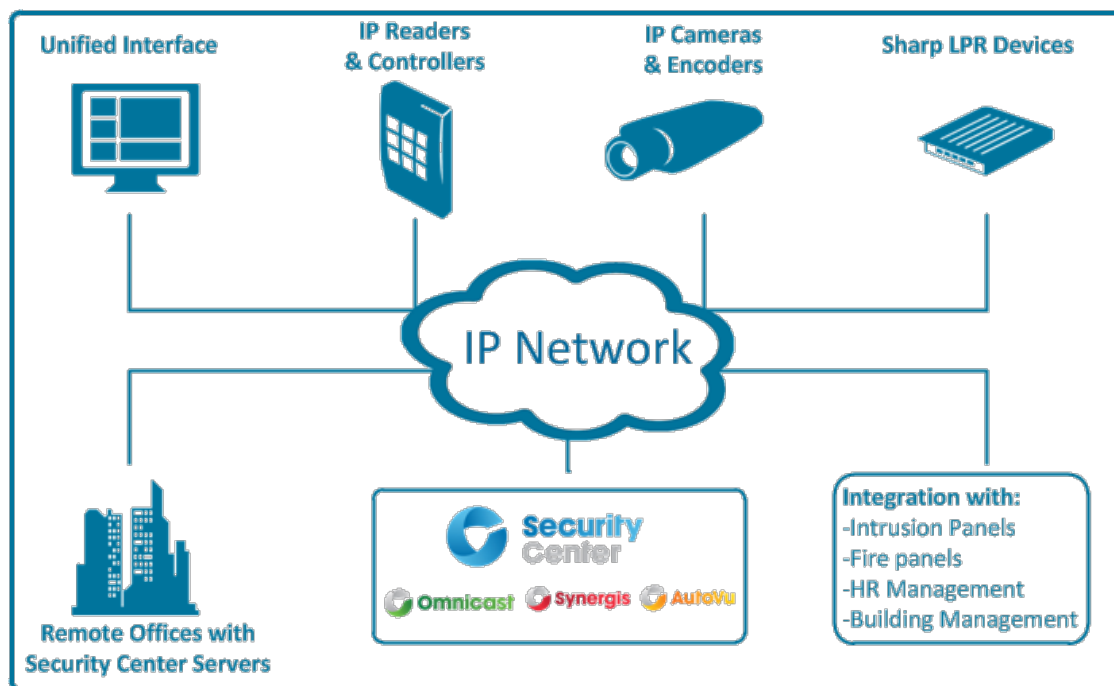 Unified Interface
IP Readers
& Controllers
IP Cameras
& Encoders
Sharp LPR Devices
IP Network
Remote Offices with
Security Center Servers
Security
Center
Omnicast
Synergis
AutoVu
Integration with:
-Intrusion Panels
-Fire panels
-HR Management
-Building Management